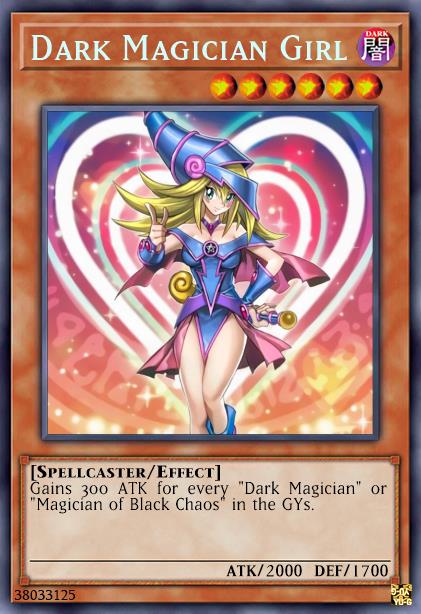 DARK MAGICIAN GIRL
DARK
闇
[SPELLCASTER/EFFECT]
Gains 300 ATK for every "Dark Magician" or
"Magician of Black Chaos" in the GYs.
ATK/2000 DEF/1700
38033125